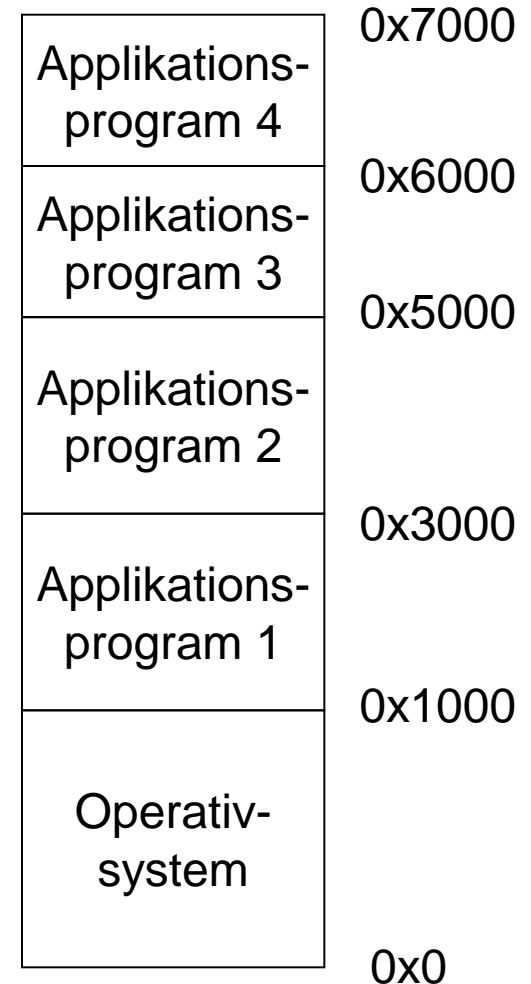 0x7000
Applikations-
program 4
0x6000
Applikations-
program 3
0x5000
Applikations-
program 2
0x3000
Applikations-
program 1
0x1000
Operativ-
system
0x0